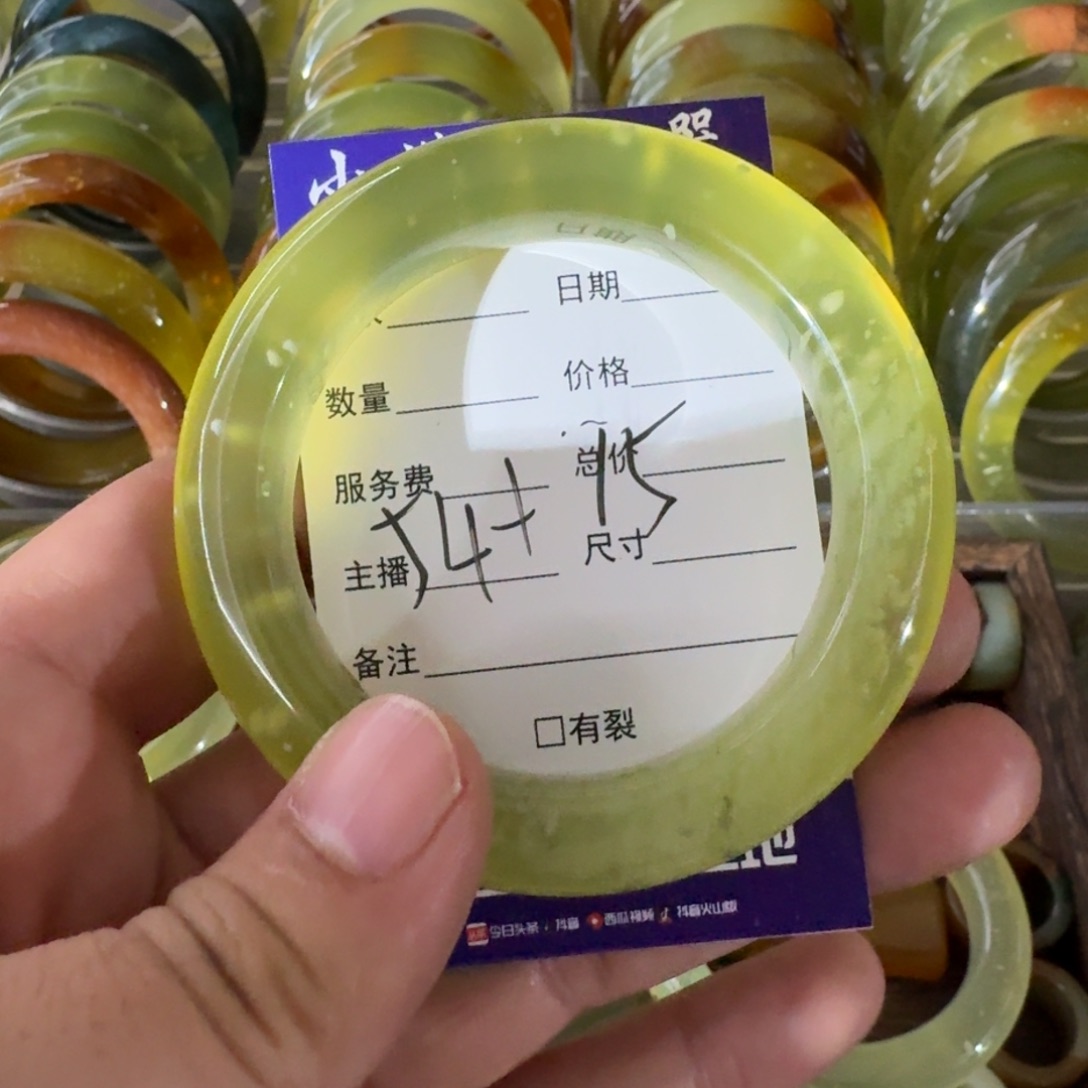 日期
数量 价格
服务费 总价
54+ 15
主播 尺寸
备注
□有裂
今日头条 抖音 西瓜视频 抖音火山版